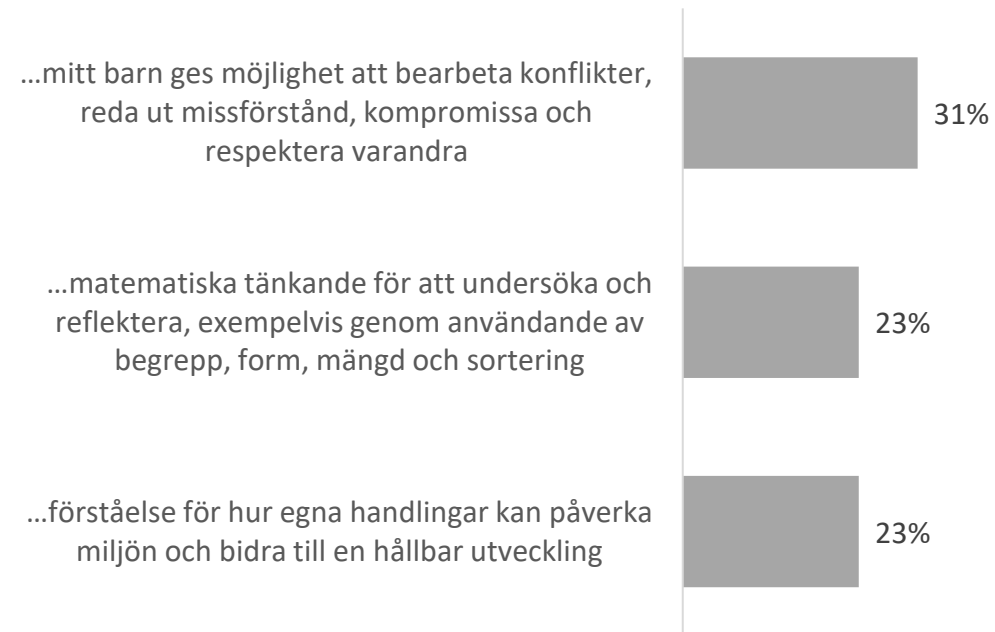 …mitt barn ges möjlighet att bearbeta konflikter,
reda ut missförstånd, kompromissa och
respektera varandra
31%
…matematiska tänkande för att undersöka och
reflektera, exempelvis genom användande av
begrepp, form, mängd och sortering
23%
…förståelse för hur egna handlingar kan påverka
miljön och bidra till en hållbar utveckling
23%